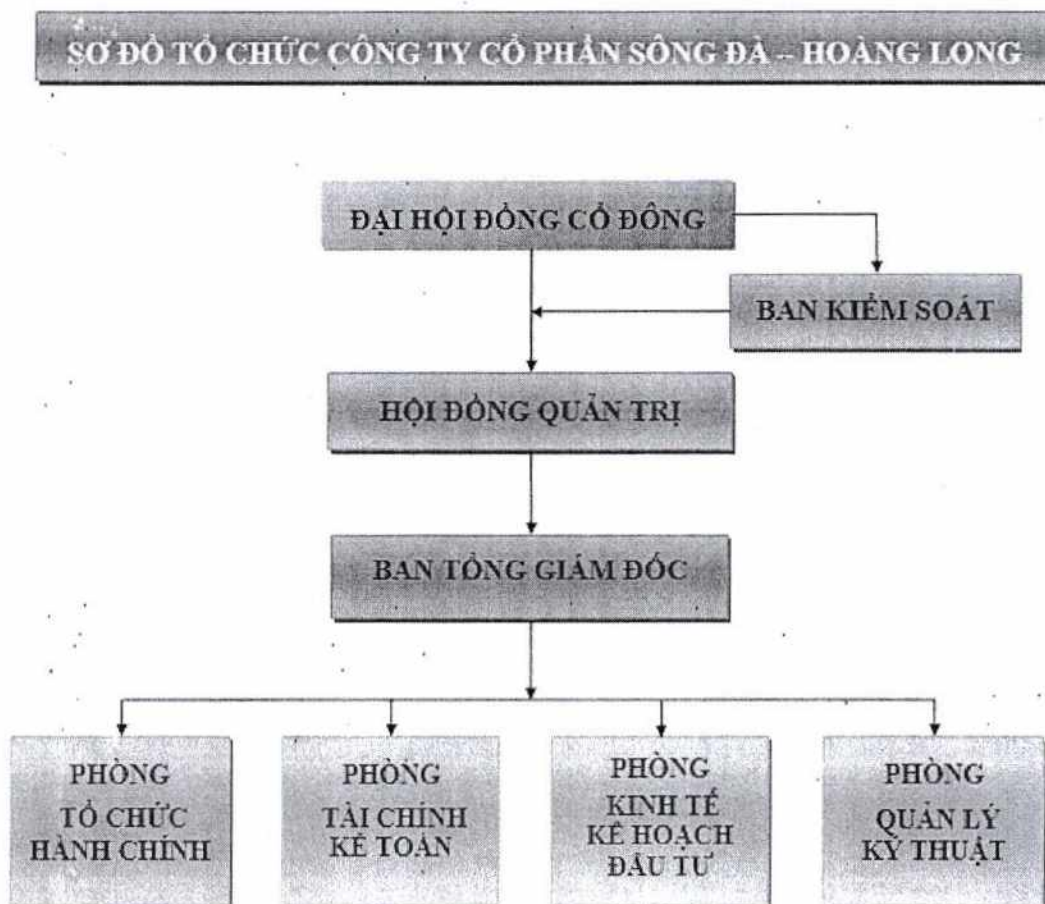 SƠ ĐỒ TỔ CHỨC CÔNG TY CỔ PHẦN SÔNG ĐÀ – HOÀNG LONG
ĐẠI HỘI ĐỒNG CỔ ĐÔNG
BAN KIỂM SOÁT
HỘI ĐỒNG QUẢN TRỊ
BAN TỔNG GIÁM ĐỐC
PHÒNG
TỔ CHỨC
HÀNH CHÍNH
PHÒNG
TÀI CHÍNH
KẾ TOÁN
PHÒNG
KINH TẾ
KẾ HOẠCH
ĐẦU TƯ
PHÒNG
QUẢN LÝ
KỸ THUẬT